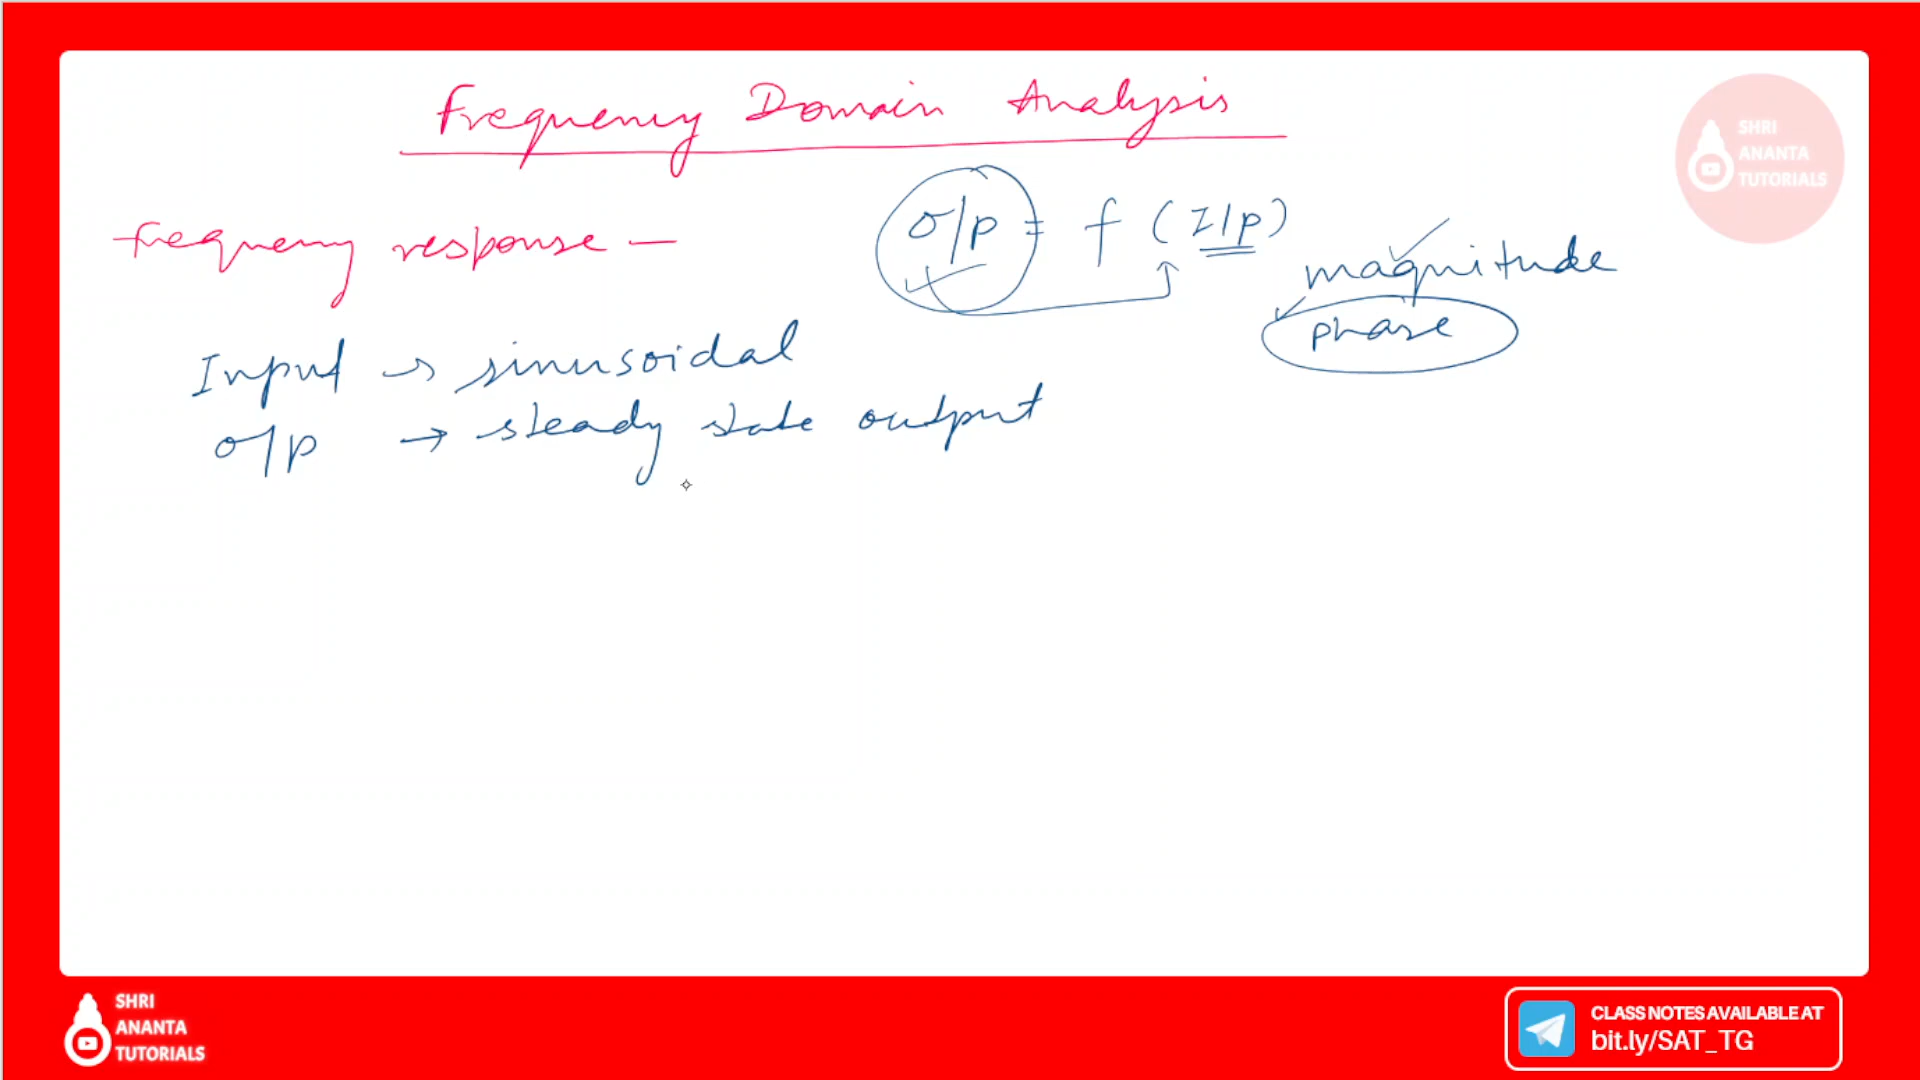 Frequency Domain Analysis
SHRI
ANANTA
TUTORIALS
frequency response —
o/p = f (I/p)
magnitude
phase
Input → sinusoidal
o/p → steady state output
SHRI
ANANTA
TUTORIALS
CLASS NOTES AVAILABLE AT
bit.ly/SAT_TG